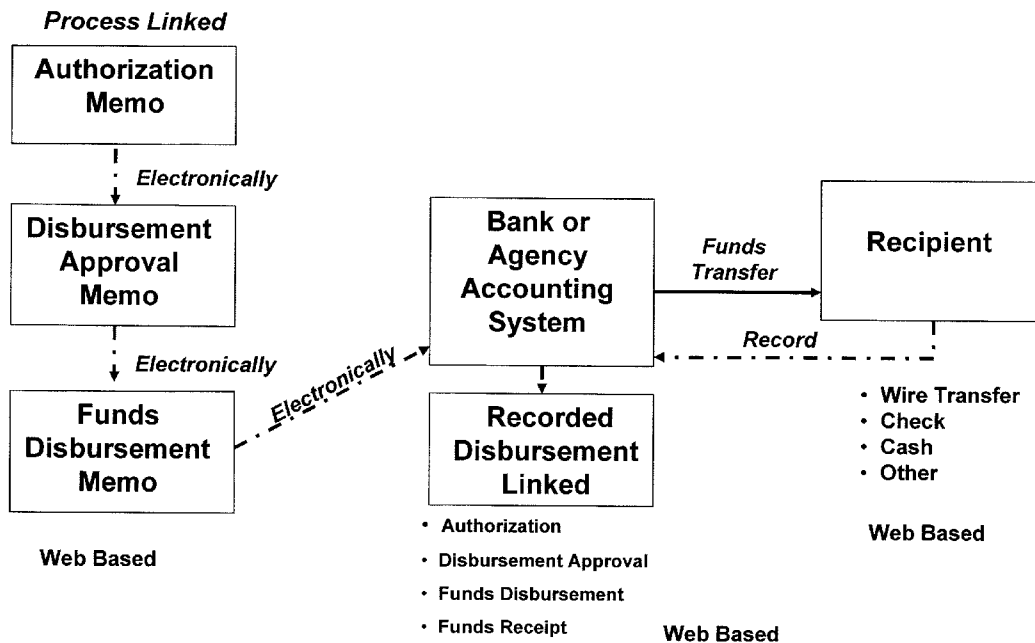 Process Linked
Authorization
Memo
Electronically
Disbursement
Approval
Memo
Electronically
Funds
Disbursement
Memo
Web Based
Electronically
Bank or
Agency
Accounting
System
Funds
Transfer
Recipient
Record
Recorded
Disbursement
Linked
• Authorization
• Disbursement Approval
• Funds Disbursement
• Funds Receipt
Web Based
• Wire Transfer
• Check
• Cash
• Other
Web Based